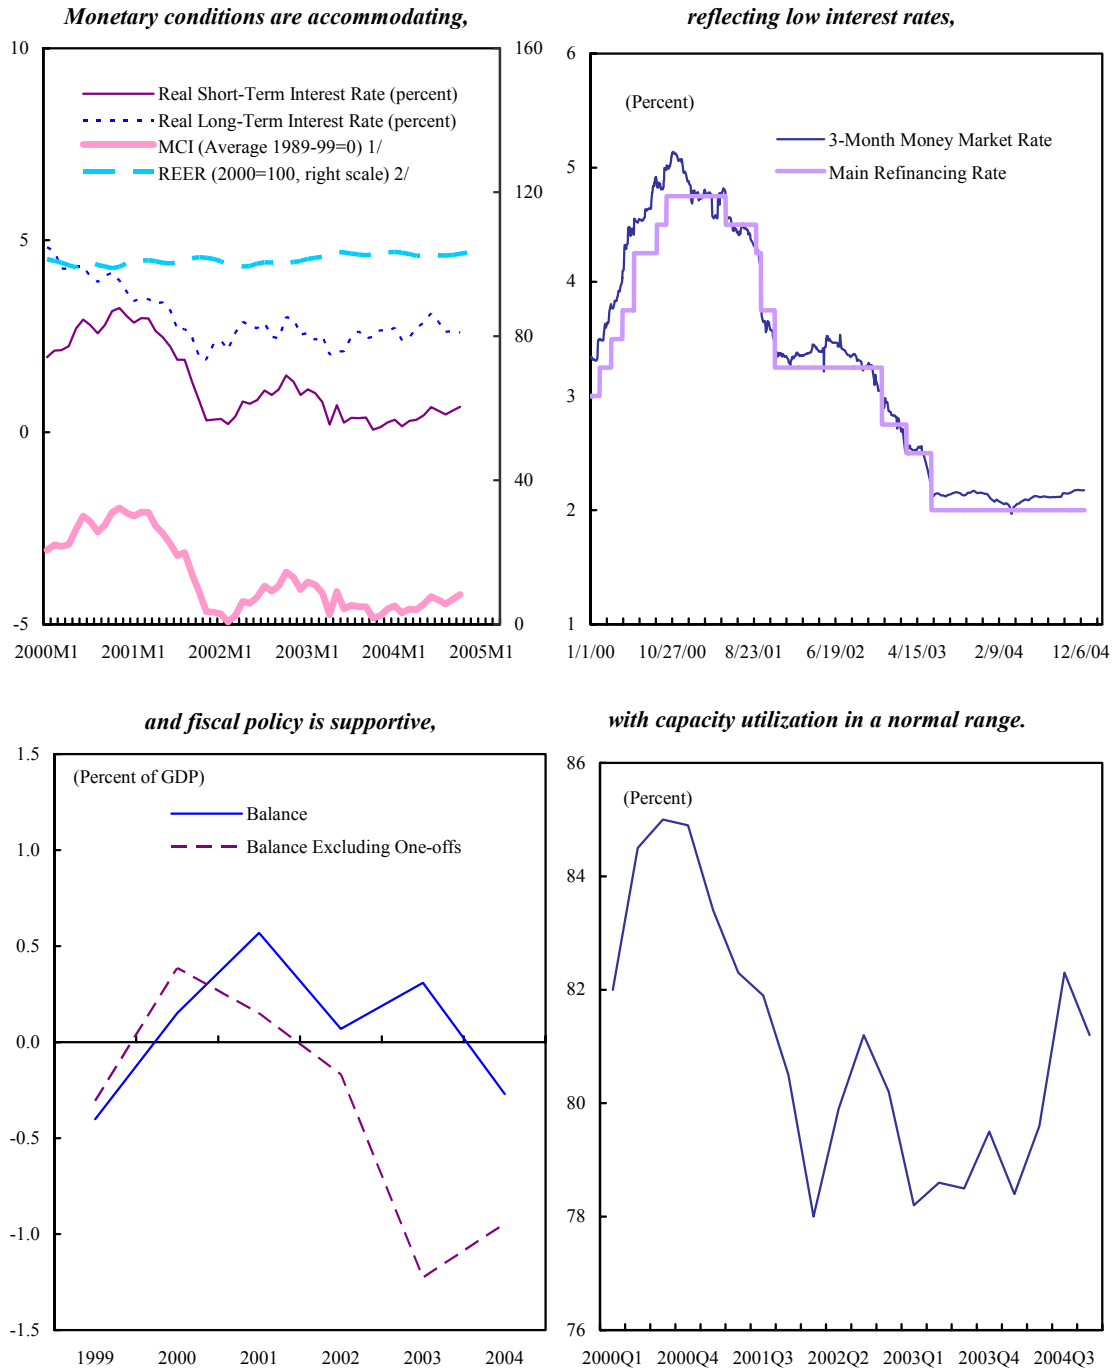 Monetary conditions are accommodating,
10
160
Real Short-Term Interest Rate (percent)
Real Long-Term Interest Rate (percent)
MCI (Average 1989-99=0) 1/
REER (2000=100, right scale) 2/
120
5
80
0
40
-5
0
2000M1 2001M1 2002M1 2003M1 2004M1 2005M1
reflecting low interest rates,
6
(Percent)
3-Month Money Market Rate
Main Refinancing Rate
5
4
3
2
1
1/1/00 10/27/00 8/23/01 6/19/02 4/15/03 2/9/04 12/6/04
and fiscal policy is supportive,
1.5
(Percent of GDP)
Balance
Balance Excluding One-offs
1.0
0.5
0.0
-0.5
-1.0
-1.5
1999 2000 2001 2002 2003 2004
with capacity utilization in a normal range.
86
(Percent)
84
82
80
78
76
2000Q1 2000Q4 2001Q3 2002Q2 2003Q1 2003Q4 2004Q3